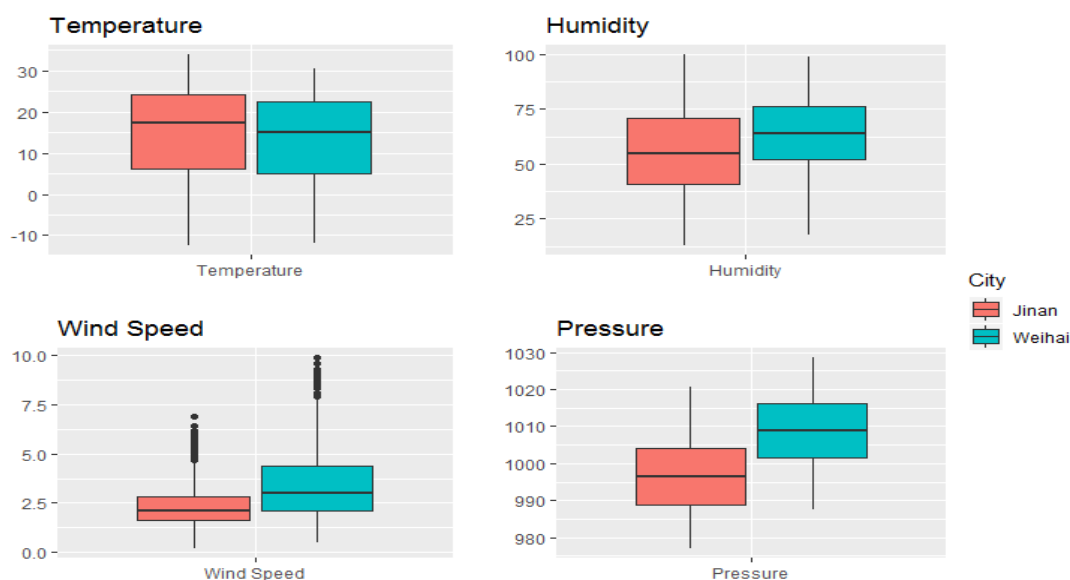 Temperature
30
20
10
0
-10
Temperature
Humidity
100
75
50
25
Humidity
City
Jinan
Weihai
Wind Speed
10.0
7.5
5.0
2.5
0.0
Wind Speed
Pressure
1030
1020
1010
1000
990
980
Pressure